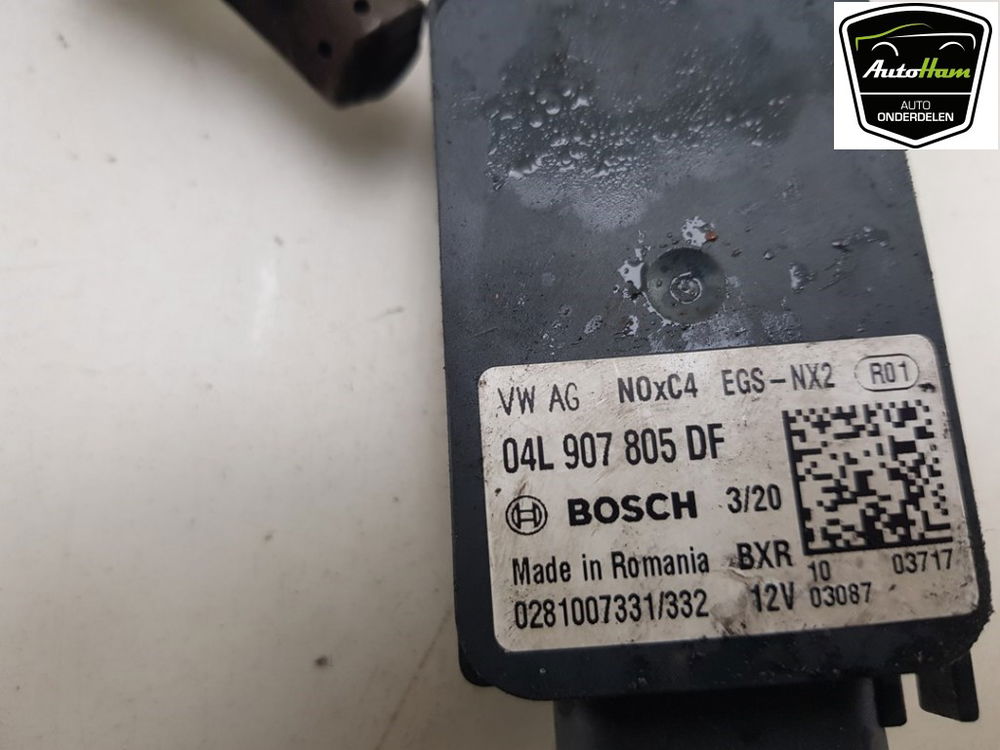 AutoHam
AUTO
ONDERDELEN
VW AG NOxC4 EGS-NX2 R01
04L 907 805 DF
BOSCH 3/20
Made in Romania BXR 10 03717
0281007331/332 12V 03087